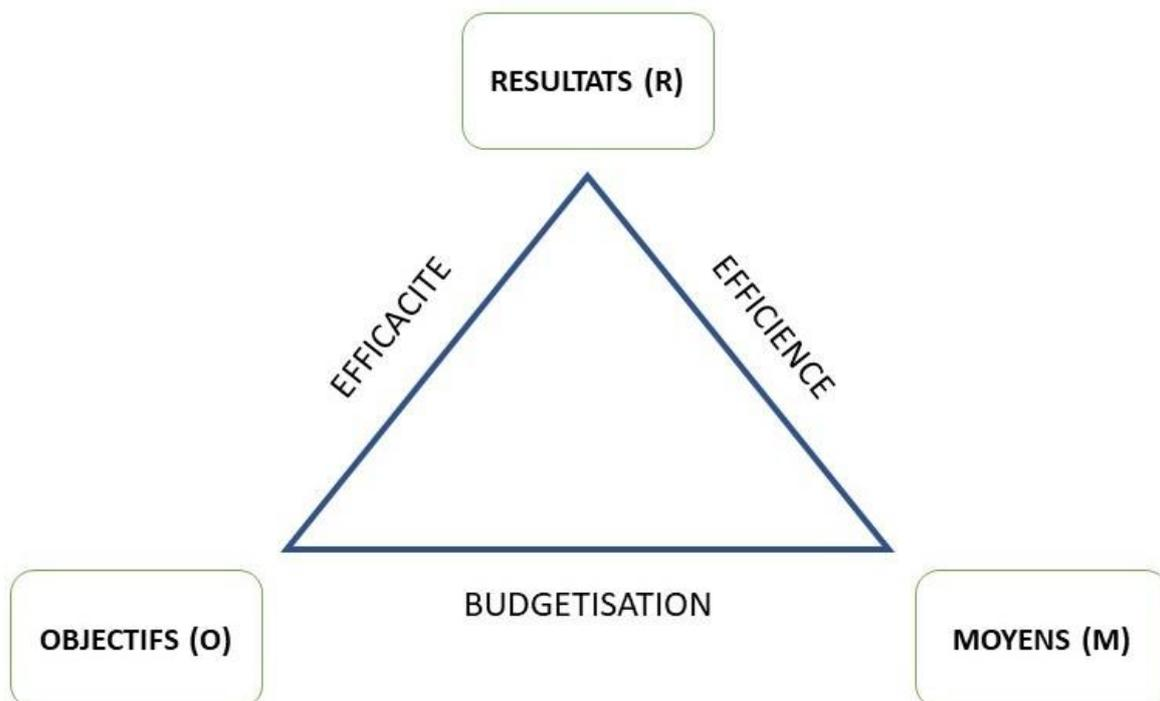 RESULTATS (R)
EFFICACITE
EFFICIENCE
BUDGETISATION
OBJECTIFS (O)
MOYENS (M)